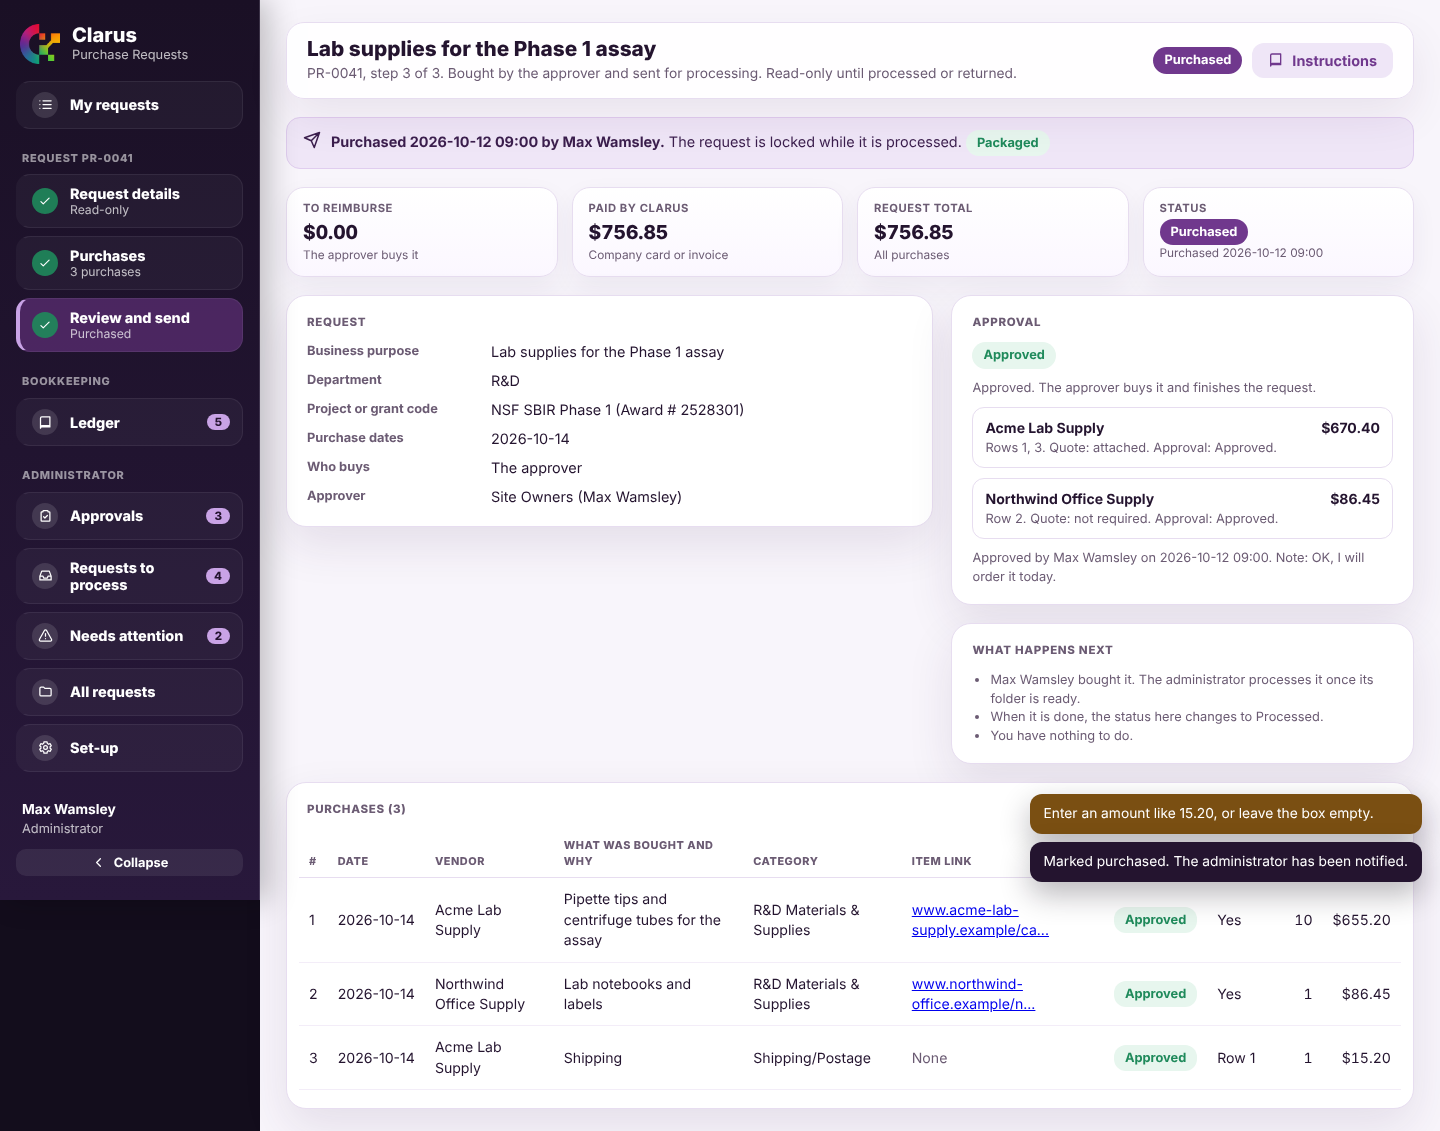 Clarus
Purchase Requests
My requests
REQUEST PR-0041
Request details
Read-only
Purchases
3 purchases
Review and send
Purchased
BOOKKEEPING
Ledger 5
ADMINISTRATOR
Approvals 3
Requests to
process 4
Needs attention 2
All requests
Set-up
Max Wamsley
Administrator
Collapse
Lab supplies for the Phase 1 assay
PR-0041, step 3 of 3. Bought by the approver and sent for processing. Read-only until processed or returned.
Purchased
Instructions
Purchased 2026-10-12 09:00 by Max Wamsley. The request is locked while it is processed. Packaged
TO REIMBURSE
$0.00
The approver buys it
PAID BY CLARUS
$756.85
Company card or invoice
REQUEST TOTAL
$756.85
All purchases
STATUS
Purchased
Purchased 2026-10-12 09:00
REQUEST
Business purpose Lab supplies for the Phase 1 assay
Department R&D
Project or grant code NSF SBIR Phase 1 (Award # 2528301)
Purchase dates 2026-10-14
Who buys The approver
Approver Site Owners (Max Wamsley)
APPROVAL
Approved
Approved. The approver buys it and finishes the request.
Acme Lab Supply $670.40
Rows 1, 3. Quote: attached. Approval: Approved.
Northwind Office Supply $86.45
Row 2. Quote: not required. Approval: Approved.
Approved by Max Wamsley on 2026-10-12 09:00. Note: OK, I will
order it today.
WHAT HAPPENS NEXT
• Max Wamsley bought it. The administrator processes it once its
folder is ready.
• When it is done, the status here changes to Processed.
• You have nothing to do.
PURCHASES (3)
Enter an amount like 15.20, or leave the box empty.
Marked purchased. The administrator has been notified.
# DATE VENDOR WHAT WAS BOUGHT AND
WHY CATEGORY ITEM LINK
1 2026-10-14 Acme Lab
Supply Pipette tips and
centrifuge tubes for the
assay R&D Materials &
Supplies www.acme-lab-
supply.example/ca... Approved Yes 10 $655.20
2 2026-10-14 Northwind
Office Supply Lab notebooks and
labels R&D Materials &
Supplies www.northwind-
office.example/n... Approved Yes 1 $86.45
3 2026-10-14 Acme Lab
Supply Shipping Shipping/Postage None Approved Row 1 1 $15.20